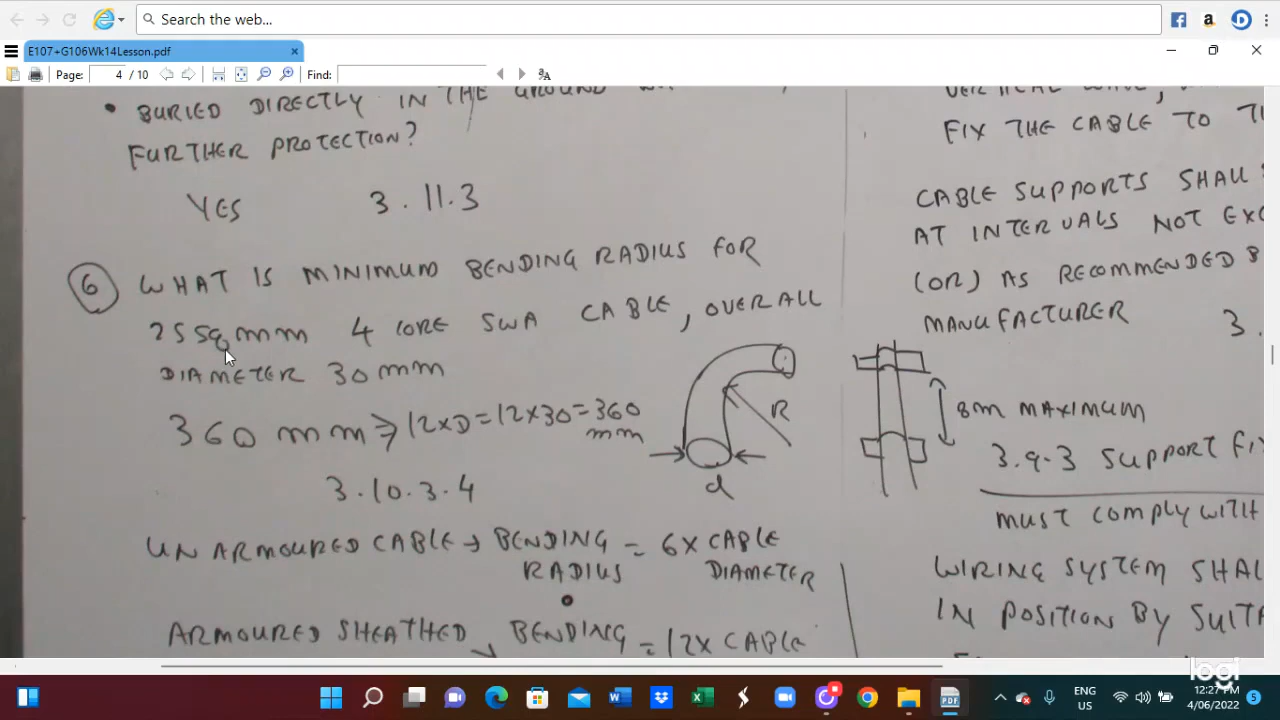 Search the web...
E107+G106Wk14Lesson.pdf
Page: 4 / 10 Find:
• BURIED DIRECTLY IN THE GROUND
FURTHER PROTECTION?
YES 3.11.3
6 WHAT IS MINIMUM BENDING RADIUS FOR
25 sq mm 4 CORE SWA CABLE, OVERALL
DIAMETER 30 mm
360 mm ⩾ 12×D = 12×30 = 360
mm
3.10.3.4
R
d
UNARMOURED CABLE → BENDING = 6× CABLE
RADIUS DIAMETER
ARMOURED SHEATHED → BENDING = 12× CABLE
FIX THE CABLE TO
CABLE SUPPORTS SHALL
AT INTERVALS NOT
(OR) AS RECOMMENDED
MANUFACTURER 3.
8m MAXIMUM
3.9.3 SUPPORT
MUST COMPLY WITH
WIRING SYSTEM
IN POSITION BY
logi
ENG
US
12:27 PM
4/06/2022
5